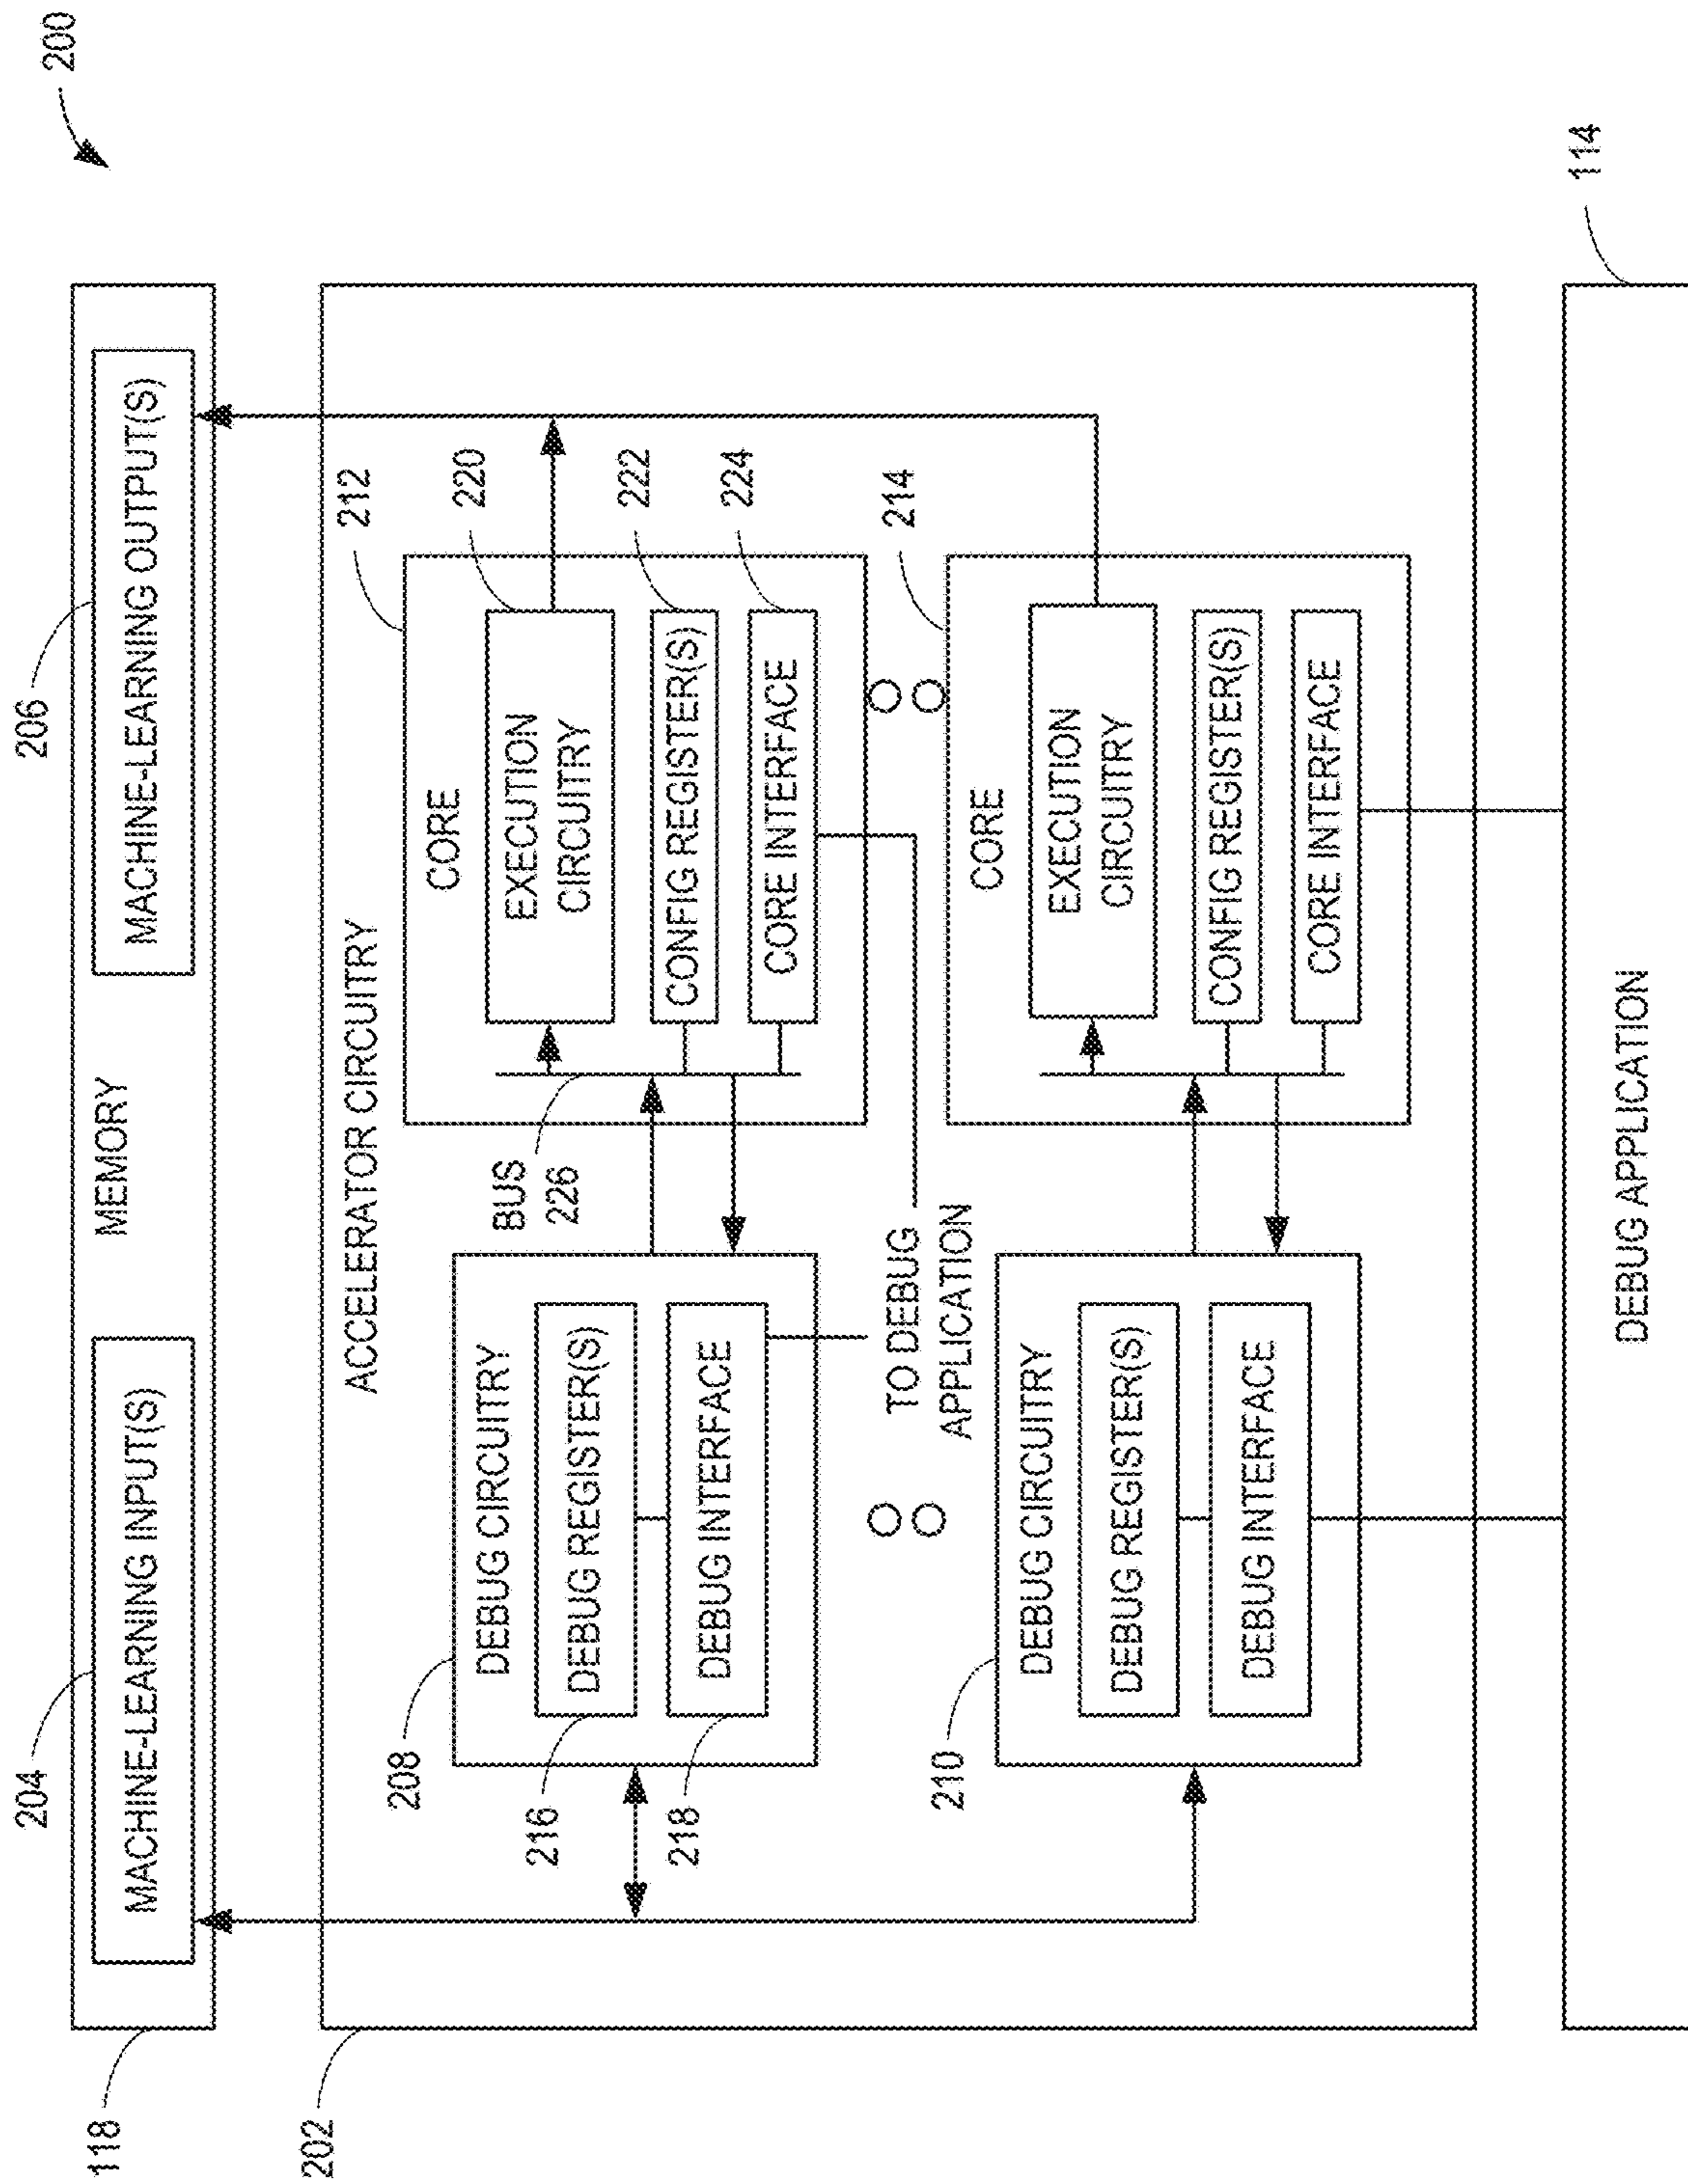 200
204
206
MEMORY
MACHINE-LEARNING INPUT(S)
MACHINE-LEARNING OUTPUT(S)
118
202
ACCELERATOR CIRCUITRY
208
DEBUG CIRCUITRY
216
DEBUG REGISTER(S)
218
DEBUG INTERFACE
BUS
226
212
CORE
220
EXECUTION
CIRCUITRY
222
CONFIG REGISTER(S)
224
CORE INTERFACE
TO DEBUG
APPLICATION
210
DEBUG CIRCUITRY
DEBUG REGISTER(S)
DEBUG INTERFACE
214
CORE
EXECUTION
CIRCUITRY
CONFIG REGISTER(S)
CORE INTERFACE
114
DEBUG APPLICATION